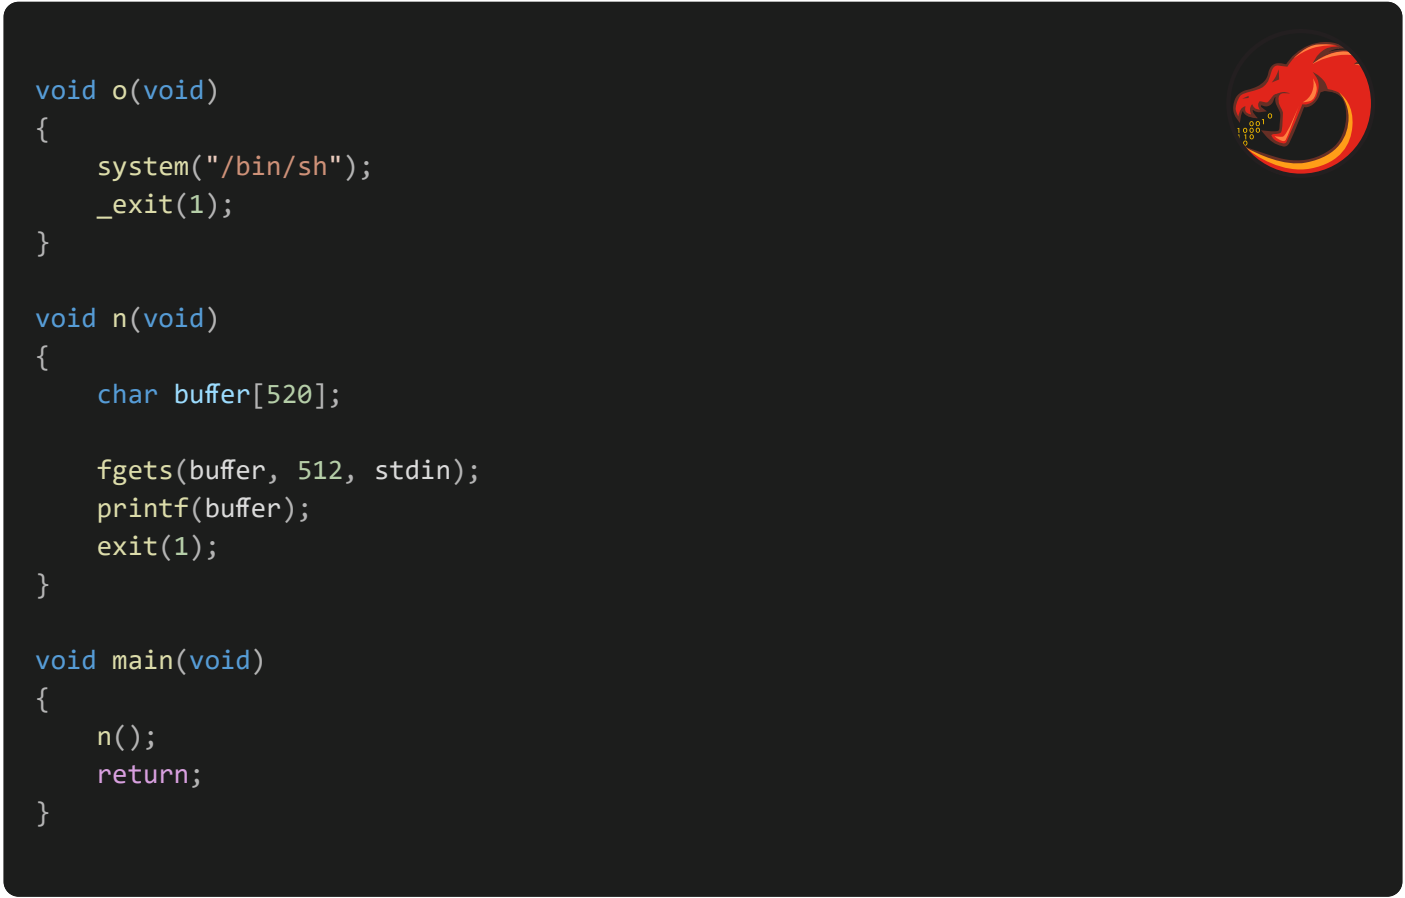 void o(void)
{
    system("/bin/sh");
    _exit(1);
}

void n(void)
{
    char buffer[520];

    fgets(buffer, 512, stdin);
    printf(buffer);
    exit(1);
}

void main(void)
{
    n();
    return;
}